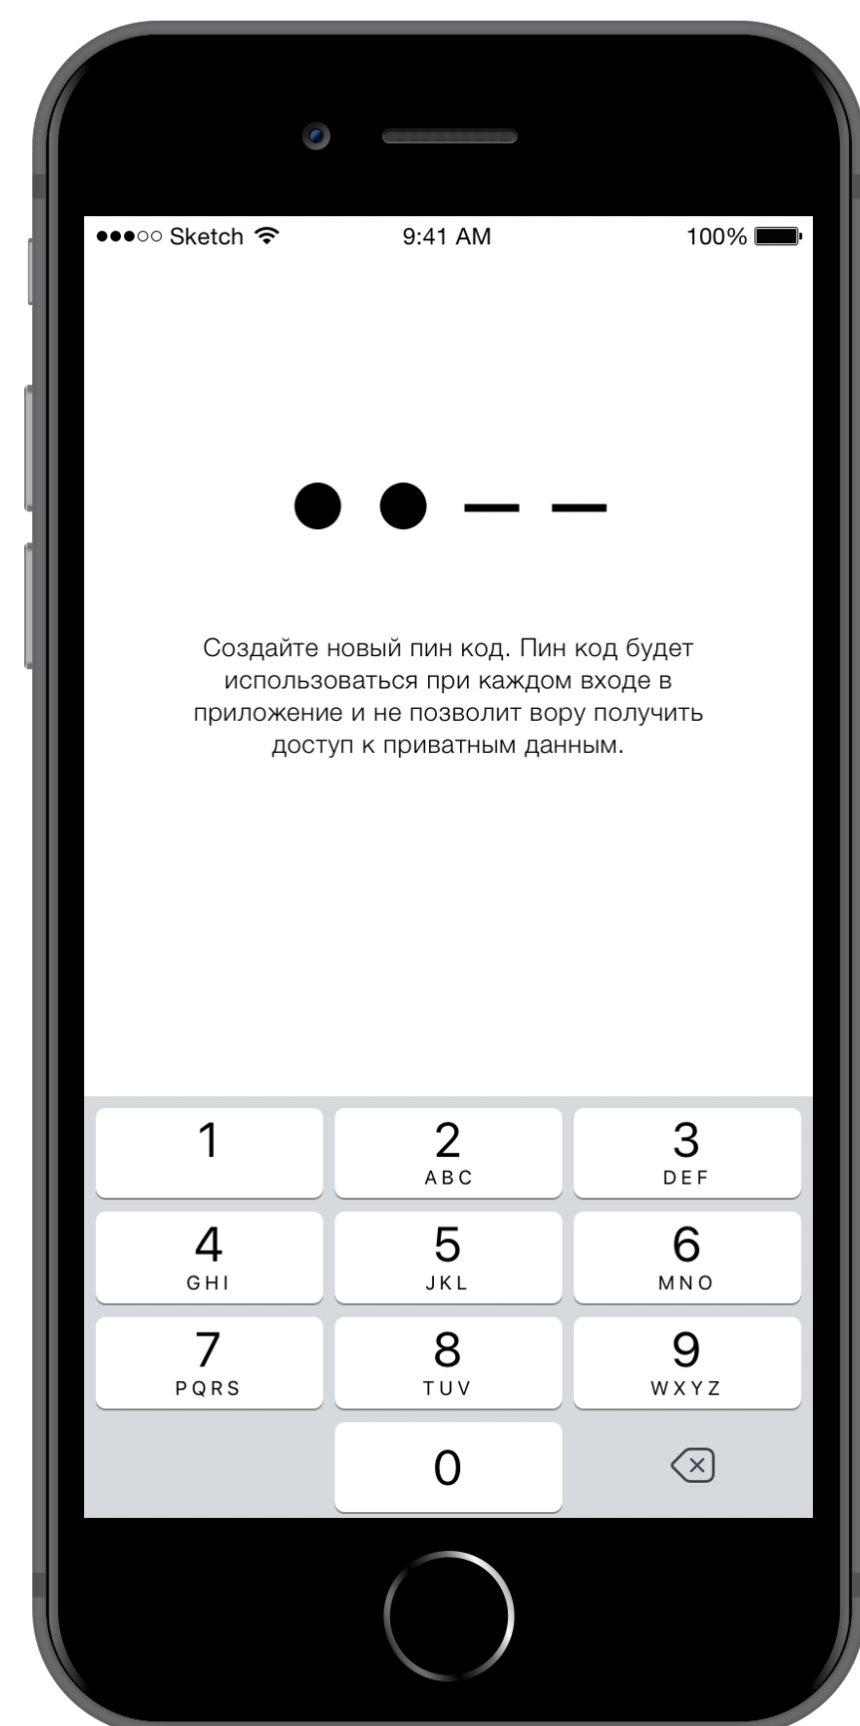 Sketch 9:41 AM 100%
Создайте новый пин код. Пин код будет
использоваться при каждом входе в
приложение и не позволит вору получить
доступ к приватным данным.
1 2 3
ABC DEF
4 5 6
GHI JKL MNO
7 8 9
PQRS TUV WXYZ
0